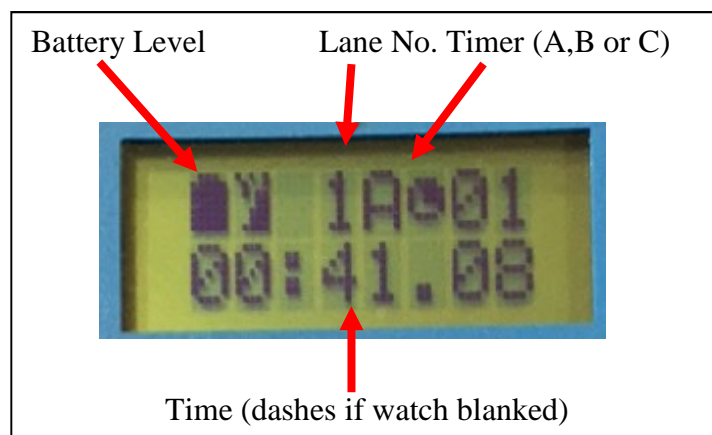 Battery Level
Lane No. Timer (A,B or C)
1A 01
00:41.08
Time (dashes if watch blanked)